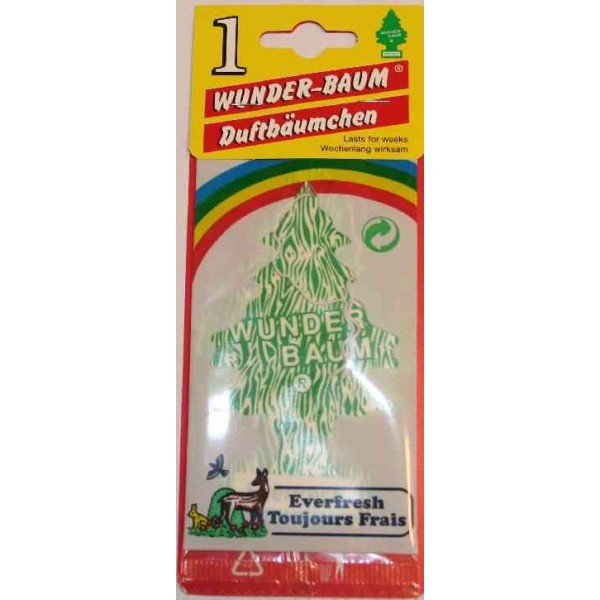 1
WUNDER-BAUM®
Duftbäumchen
Lasts for weeks
Wochenlang wirksam
WUNDER
BAUM
®
Everfresh
Toujours Frais